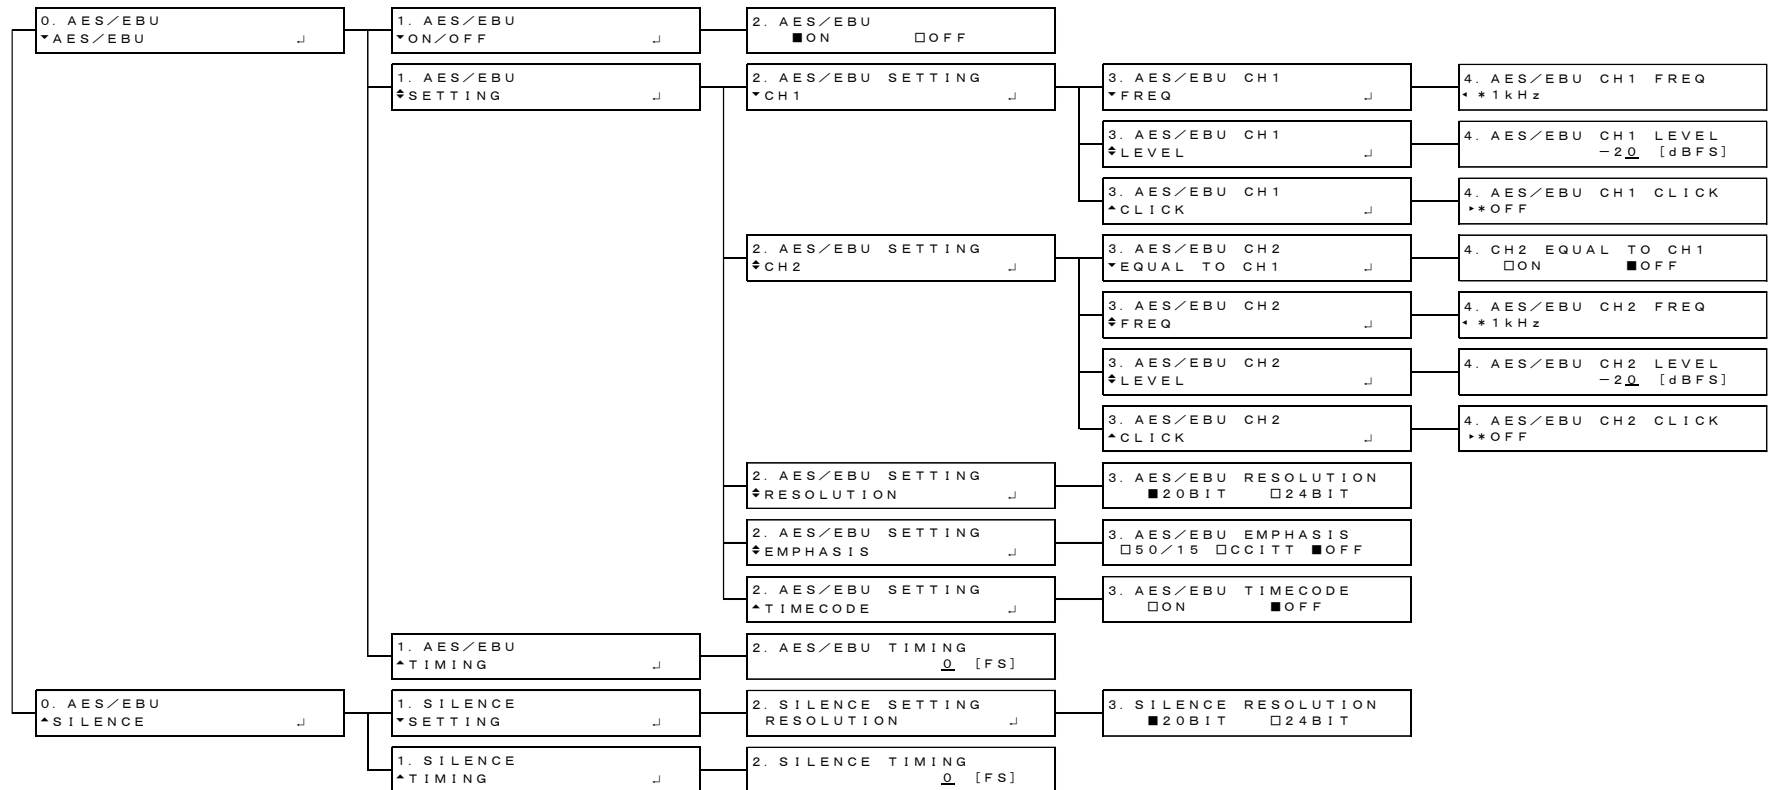 0. AES/EBU
▾AES/EBU ↵
1. AES/EBU
▾ON/OFF ↵
2. AES/EBU
■ON □OFF
1. AES/EBU
♦SETTING ↵
2. AES/EBU SETTING
▾CH1 ↵
3. AES/EBU CH1
▾FREQ ↵
4. AES/EBU CH1 FREQ
◂ *1kHz
3. AES/EBU CH1
♦LEVEL ↵
4. AES/EBU CH1 LEVEL
-20 [dBFS]
3. AES/EBU CH1
▴CLICK ↵
4. AES/EBU CH1 CLICK
▸*OFF
2. AES/EBU SETTING
♦CH2 ↵
3. AES/EBU CH2
▾EQUAL TO CH1 ↵
4. CH2 EQUAL TO CH1
□ON ■OFF
3. AES/EBU CH2
♦FREQ ↵
4. AES/EBU CH2 FREQ
◂ *1kHz
3. AES/EBU CH2
♦LEVEL ↵
4. AES/EBU CH2 LEVEL
-20 [dBFS]
3. AES/EBU CH2
▴CLICK ↵
4. AES/EBU CH2 CLICK
▸*OFF
2. AES/EBU SETTING
♦RESOLUTION ↵
3. AES/EBU RESOLUTION
■20BIT □24BIT
2. AES/EBU SETTING
♦EMPHASIS ↵
3. AES/EBU EMPHASIS
□50/15 □CCITT ■OFF
2. AES/EBU SETTING
▴TIMECODE ↵
3. AES/EBU TIMECODE
□ON ■OFF
1. AES/EBU
▴TIMING ↵
2. AES/EBU TIMING
0 [FS]
0. AES/EBU
▴SILENCE ↵
1. SILENCE
▾SETTING ↵
2. SILENCE SETTING
RESOLUTION ↵
3. SILENCE RESOLUTION
■20BIT □24BIT
1. SILENCE
▴TIMING ↵
2. SILENCE TIMING
0 [FS]